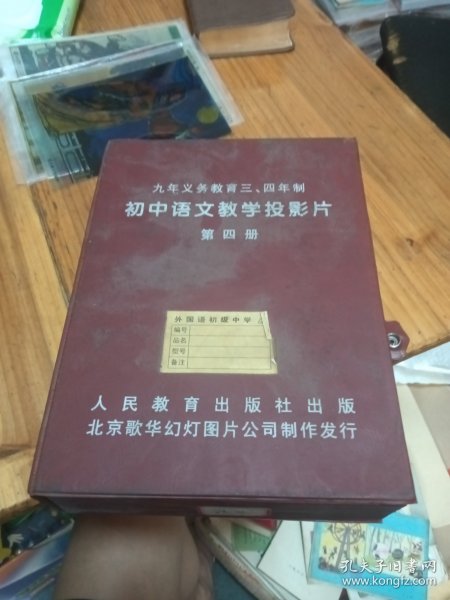 九年义务教育三、四年制
初中语文教学投影片
第四册
外国语初级中学
编号
品名
型号
备注
人民教育出版社出版
北京歌华幻灯图片公司制作发行
孔夫子旧书网
www.kongfz.com